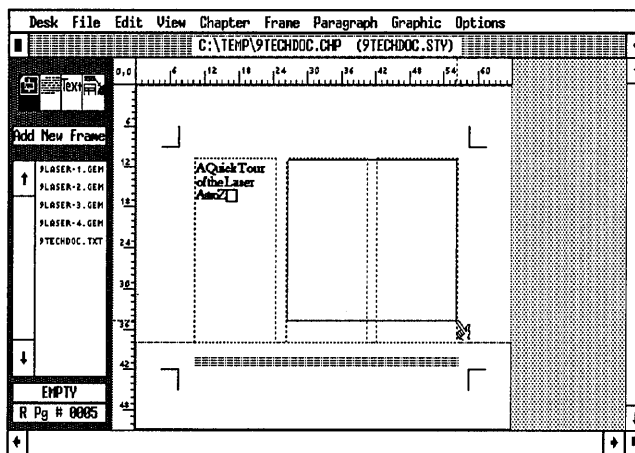 Desk File Edit View Chapter Frame Paragraph Graphic Options
C:\TEMP\9TECHDOC.CHP (9TECHDOC.STY)
Text
0,0 6 12 18 24 30 36 42 48 54 60
Add New Frame
6
12
18
24
30
36
42
48
9LASER-1.GEM
9LASER-2.GEM
9LASER-3.GEM
9LASER-4.GEM
9TECHDOC.TXT
A Quick Tour
of the Laser
AstroZ
EMPTY
R Pg # 0005